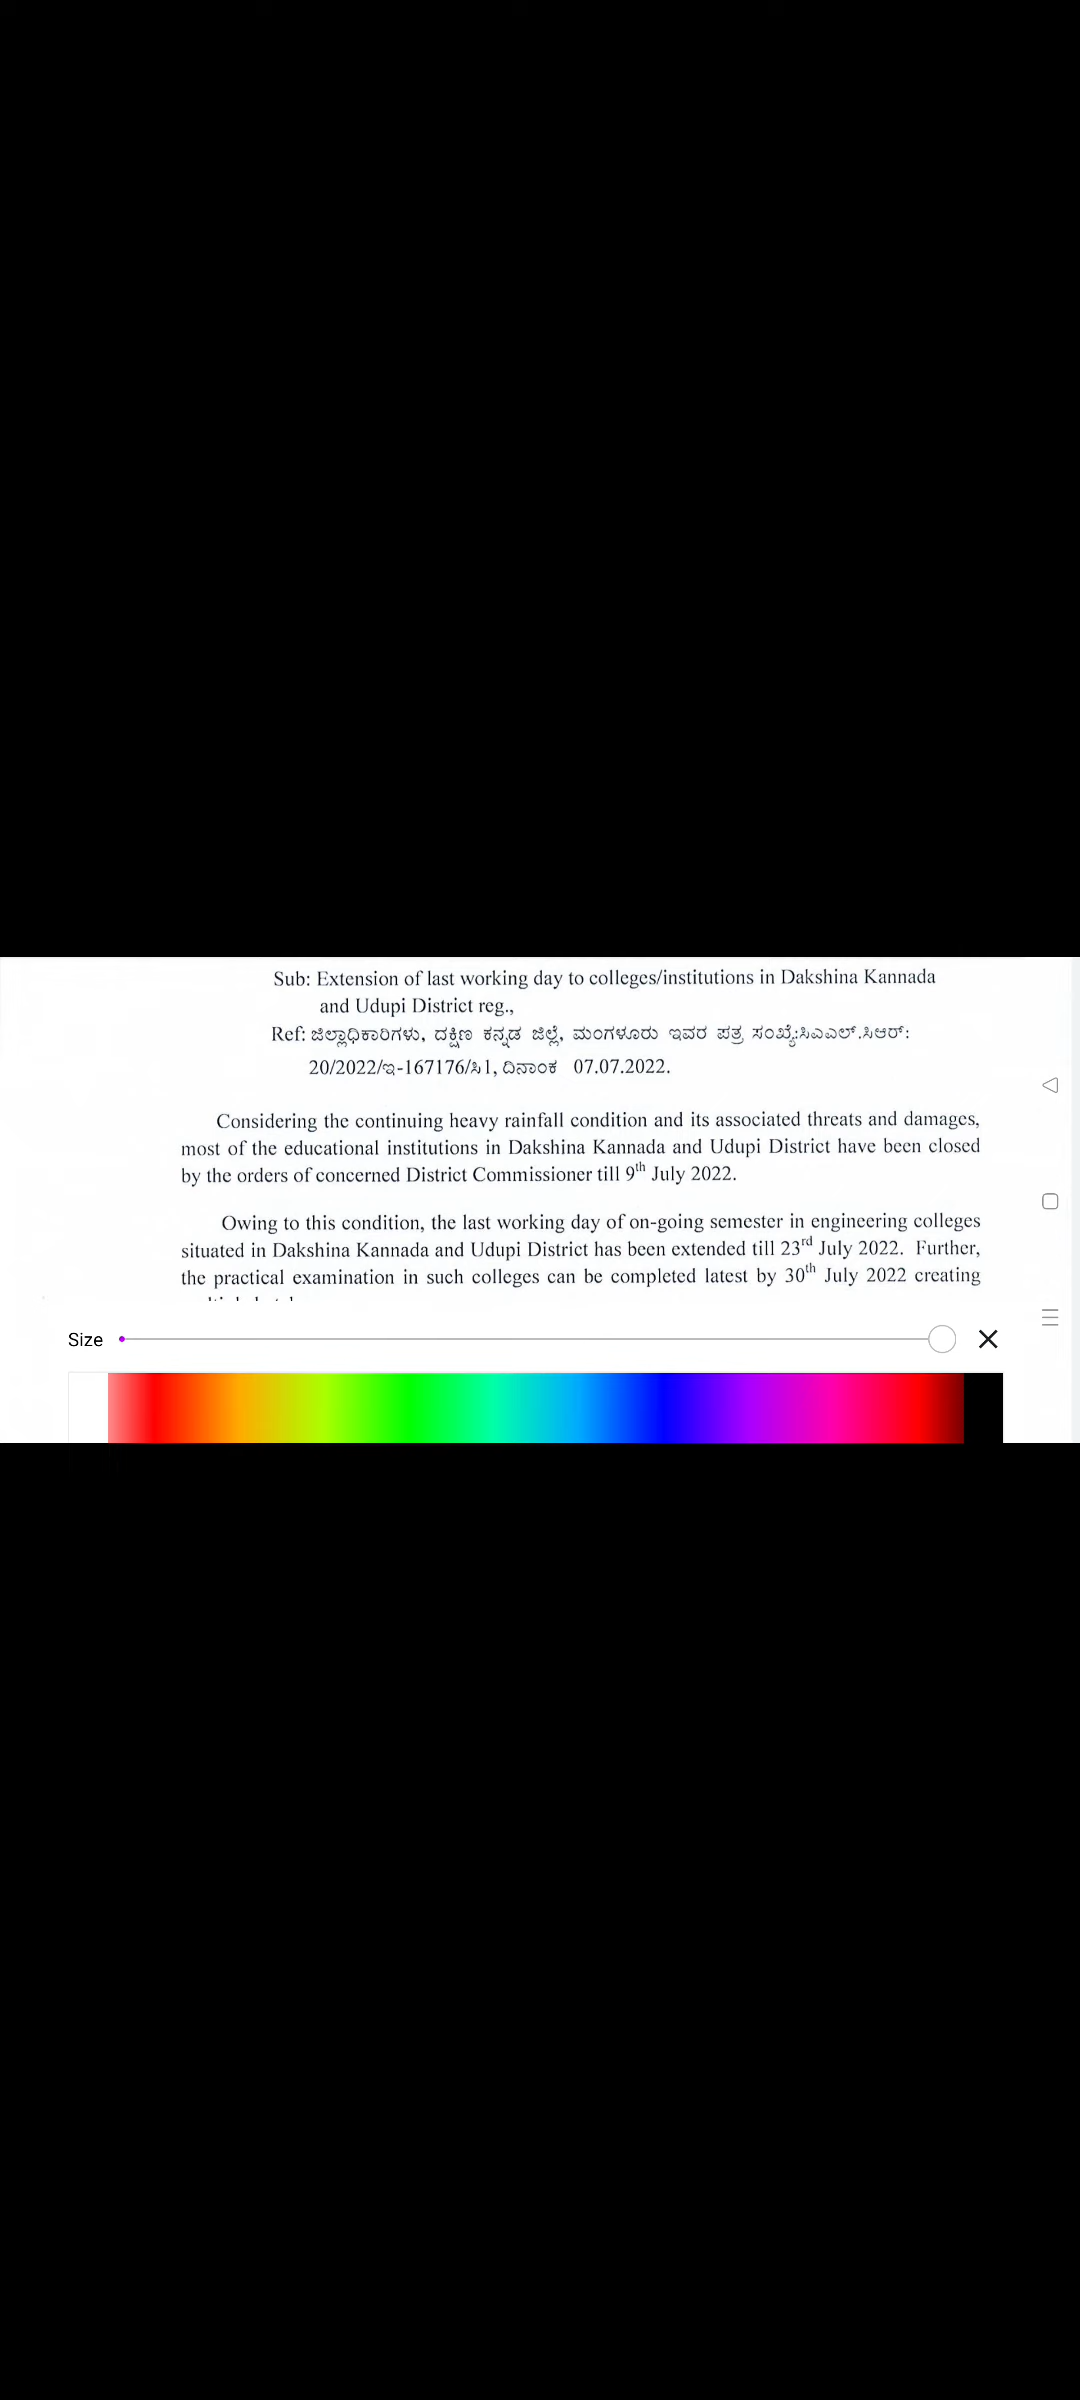 Sub: Extension of last working day to colleges/institutions in Dakshina Kannada
and Udupi District reg.,
Ref: ಜಿಲ್ಲಾಧಿಕಾರಿಗಳು, ದಕ್ಷಿಣ ಕನ್ನಡ ಜಿಲ್ಲೆ, ಮಂಗಳೂರು ಇವರ ಪತ್ರ ಸಂಖ್ಯೆ:ಸಿಎಎಲ್.ಸಿಆರ್:
20/2022/ಇ-167176/ಸಿ1, ದಿನಾಂಕ 07.07.2022.
Considering the continuing heavy rainfall condition and its associated threats and damages,
most of the educational institutions in Dakshina Kannada and Udupi District have been closed
by the orders of concerned District Commissioner till 9th July 2022.
Owing to this condition, the last working day of on-going semester in engineering colleges
situated in Dakshina Kannada and Udupi District has been extended till 23rd July 2022. Further,
the practical examination in such colleges can be completed latest by 30th July 2022 creating
Size